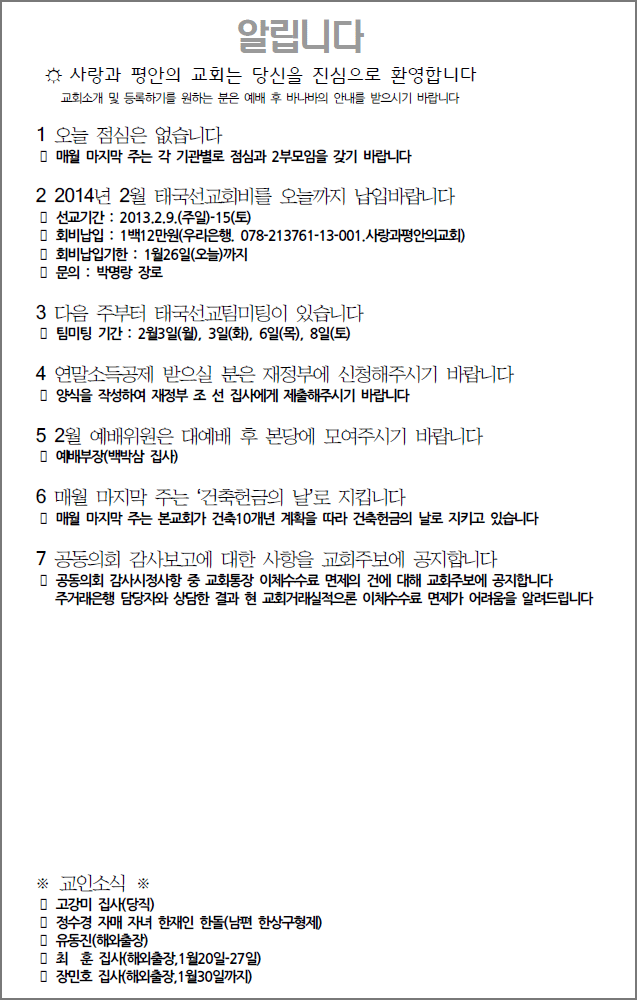 알립니다
☼ 사랑과 평안의 교회는 당신을 진심으로 환영합니다
교회소개 및 등록하기를 원하는 분은 예배 후 바나바의 안내를 받으시기 바랍니다
1 오늘 점심은 없습니다
▯ 매월 마지막 주는 각 기관별로 점심과 2부모임을 갖기 바랍니다
2 2014년 2월 태국선교회비를 오늘까지 납입바랍니다
▯ 선교기간 : 2013.2.9.(주일)-15(토)
▯ 회비납입 : 1백12만원(우리은행. 078-213761-13-001.사랑과평안의교회)
▯ 회비납입기한 : 1월26일(오늘)까지
▯ 문의 : 박명량 장로
3 다음 주부터 태국선교팀미팅이 있습니다
▯ 팀미팅 기간 : 2월3일(월), 3일(화), 6일(목), 8일(토)
4 연말소득공제 받으실 분은 재정부에 신청해주시기 바랍니다
▯ 양식을 작성하여 재정부 조 선 집사에게 제출해주시기 바랍니다
5 2월 예배위원은 대예배 후 본당에 모여주시기 바랍니다
▯ 예배부장(백박삼 집사)
6 매월 마지막 주는 ‘건축헌금의 날’로 지킵니다
▯ 매월 마지막 주는 본교회가 건축10개년 계획을 따라 건축헌금의 날로 지키고 있습니다
7 공동의회 감사보고에 대한 사항을 교회주보에 공지합니다
▯ 공동의회 감사시정사항 중 교회통장 이체수수료 면제의 건에 대해 교회주보에 공지합니다
주거래은행 담당자와 상담한 결과 현 교회거래실적으론 이체수수료 면제가 어려움을 알려드립니다
※ 교인소식 ※
▯ 고강미 집사(당직)
▯ 정수경 자매 자녀 한재인 한돌(남편 한상구형제)
▯ 유동진(해외출장)
▯ 최 훈 집사(해외출장,1월20일-27일)
▯ 장민호 집사(해외출장,1월30일까지)